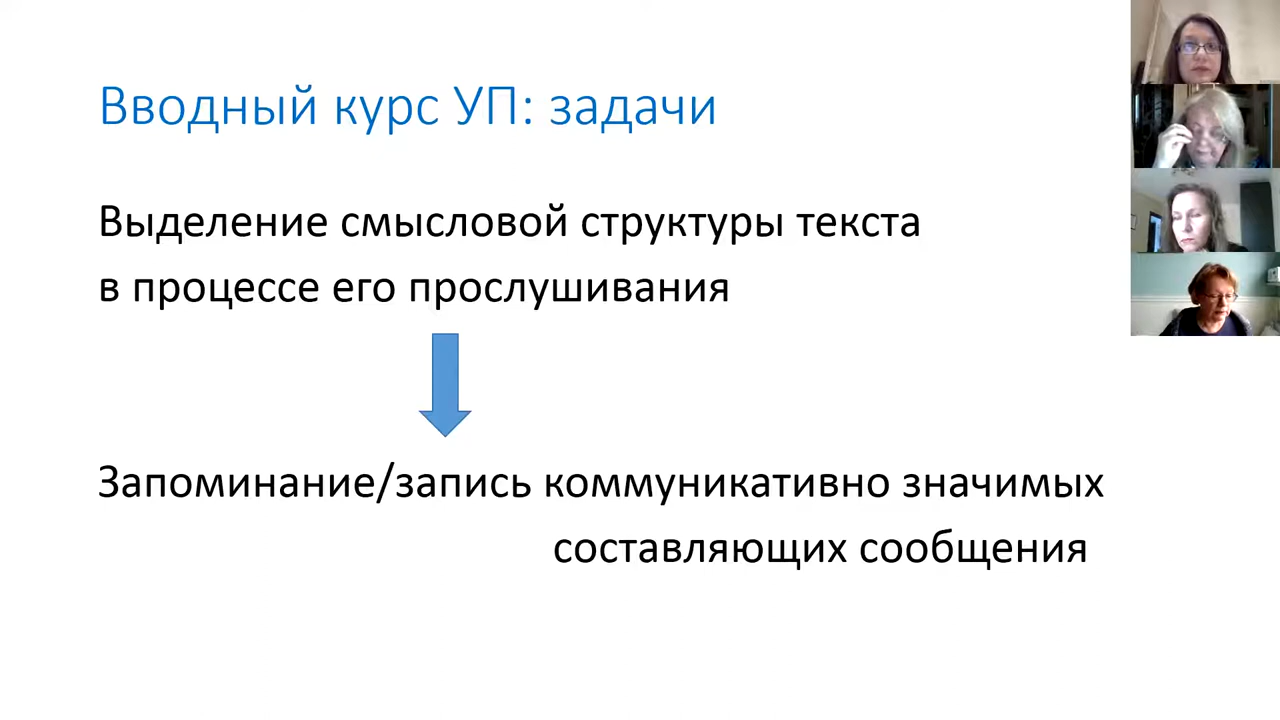 Вводный курс УП: задачи
Выделение смысловой структуры текста
в процессе его прослушивания
Запоминание/запись коммуникативно значимых
составляющих сообщения